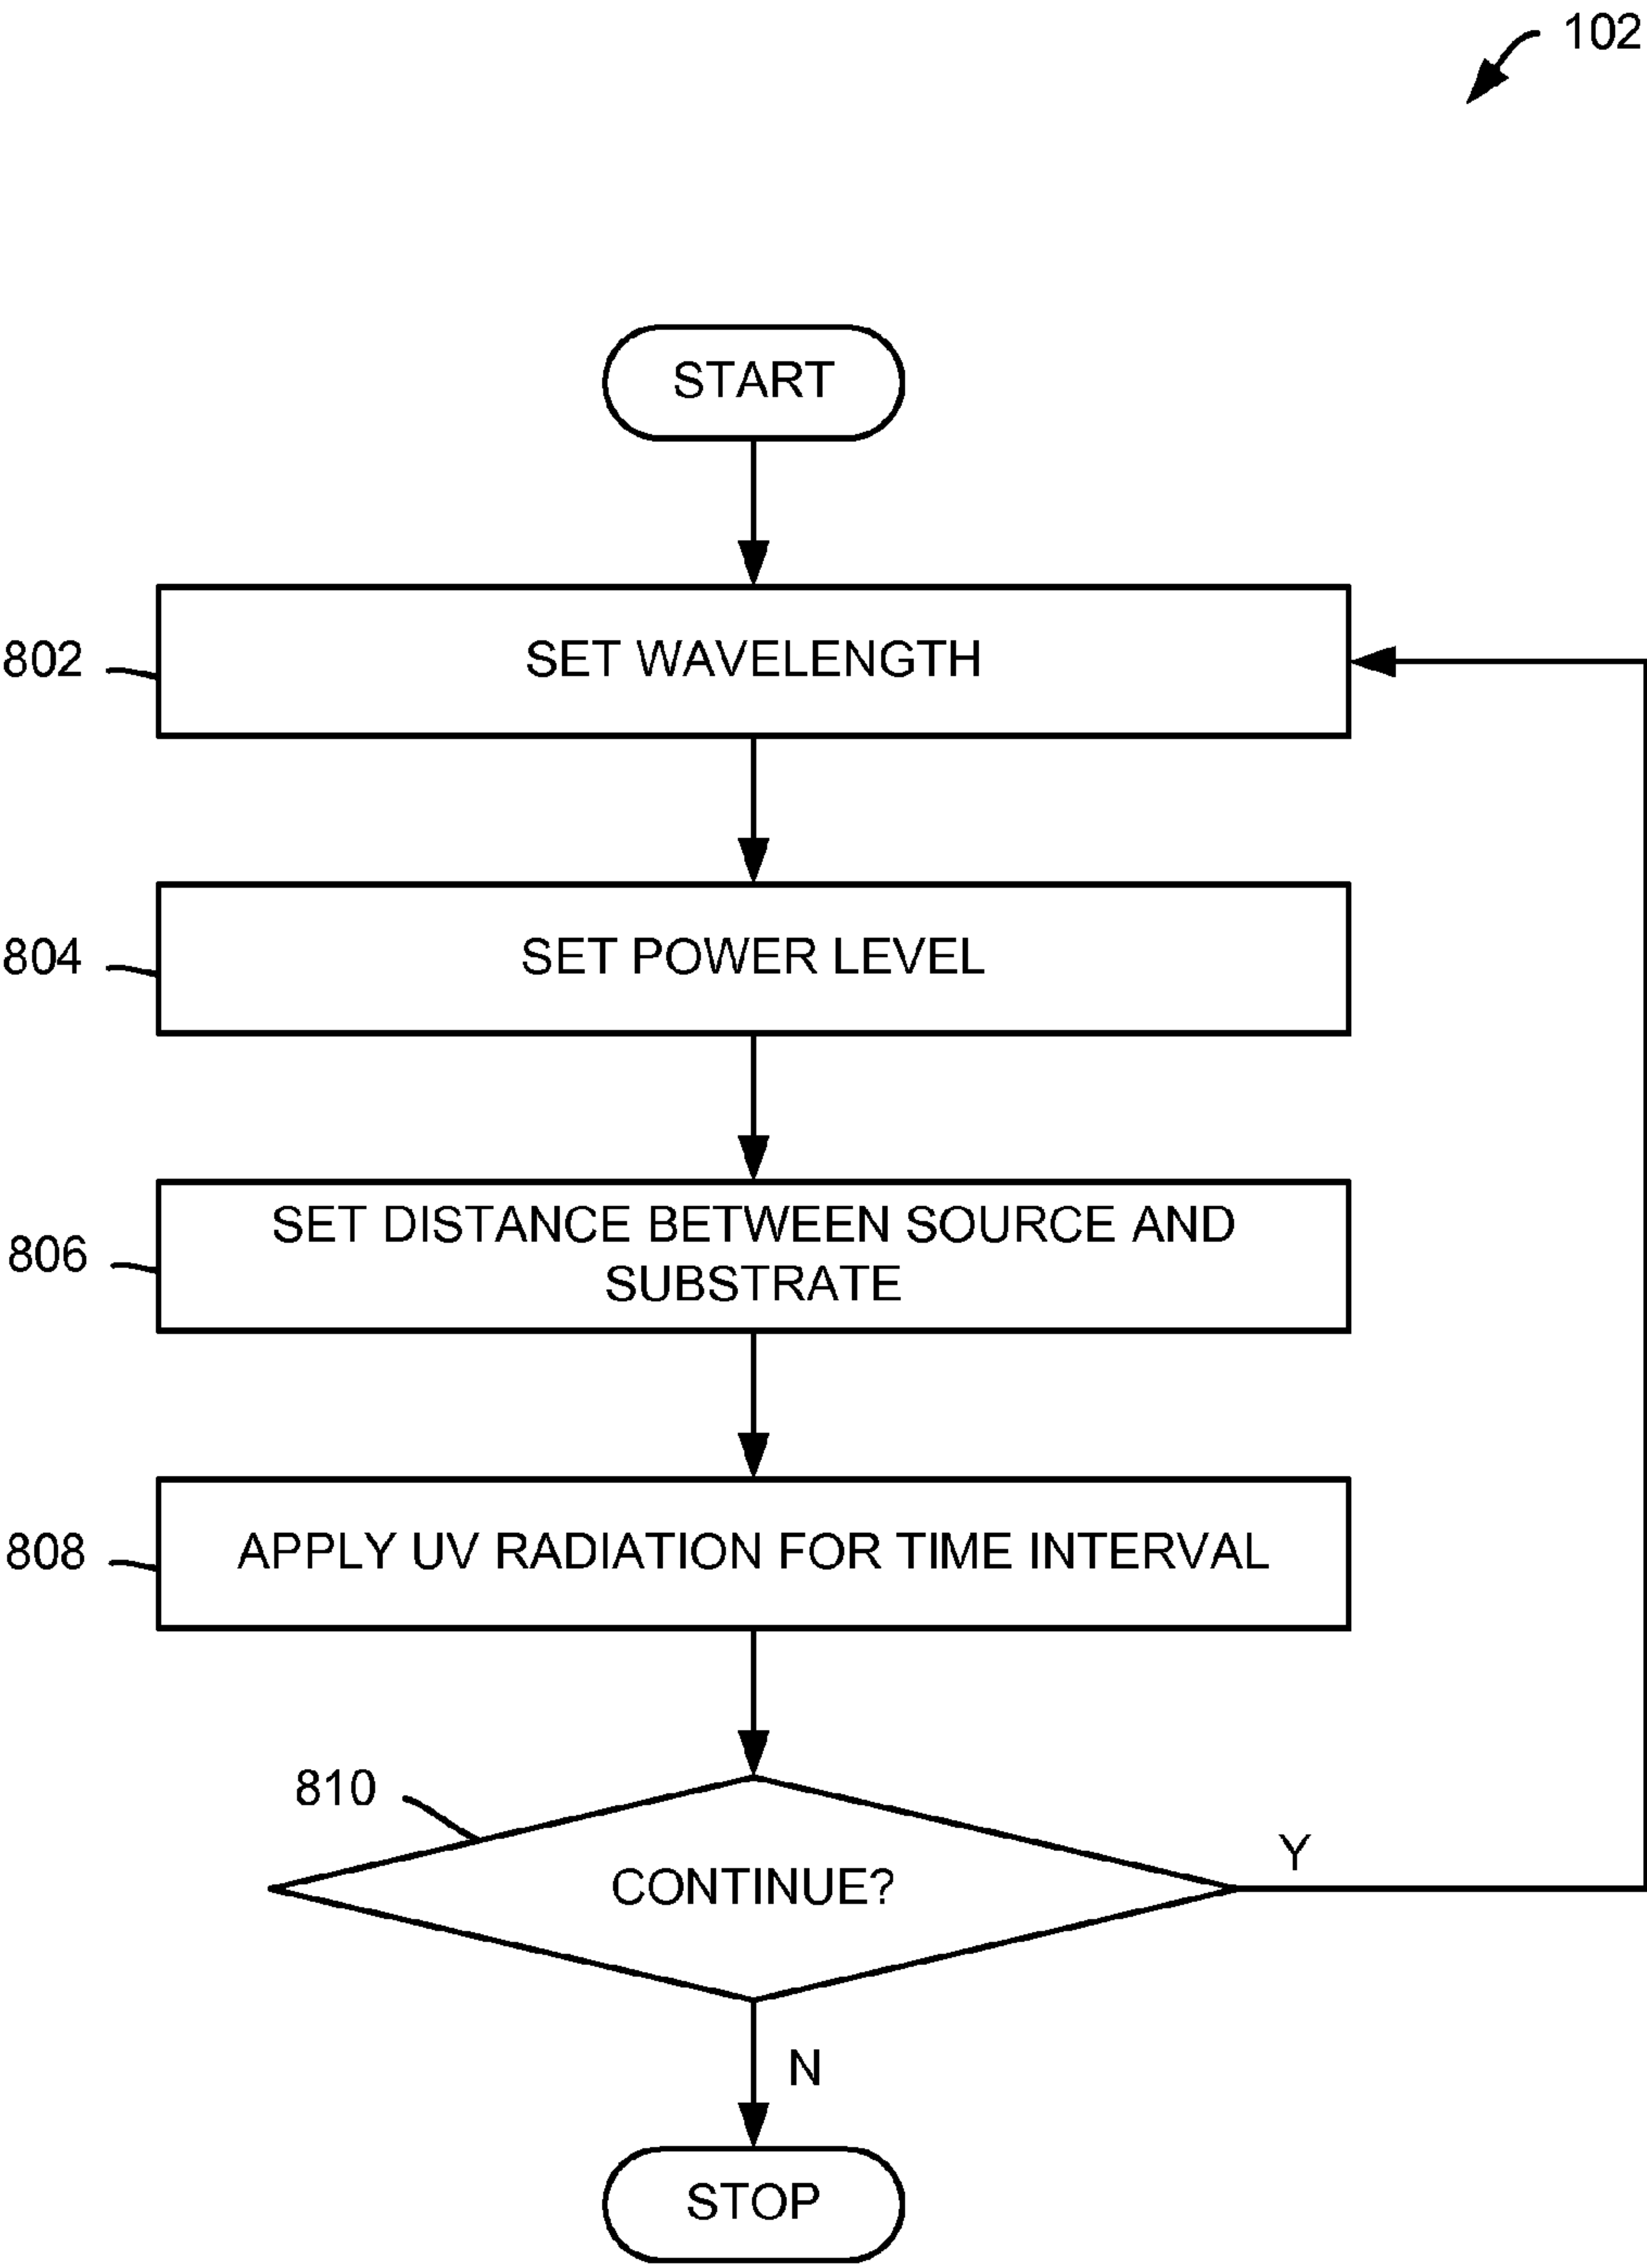 102
START
802
SET WAVELENGTH
804
SET POWER LEVEL
806
SET DISTANCE BETWEEN SOURCE AND
SUBSTRATE
808
APPLY UV RADIATION FOR TIME INTERVAL
810
CONTINUE?
Y
N
STOP